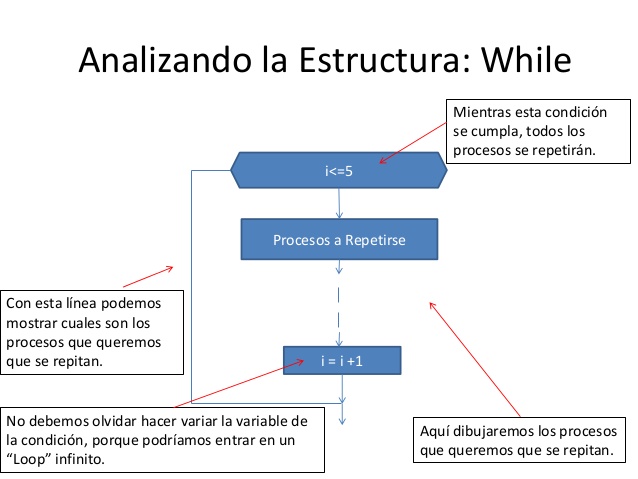 Analizando la Estructura: While
Mientras esta condición
se cumpla, todos los
procesos se repetirán.
i<=5
Procesos a Repetirse
Con esta línea podemos
mostrar cuales son los
procesos que queremos
que se repitan.
i = i +1
No debemos olvidar hacer variar la variable de
la condición, porque podríamos entrar en un
“Loop” infinito.
Aquí dibujaremos los procesos
que queremos que se repitan.